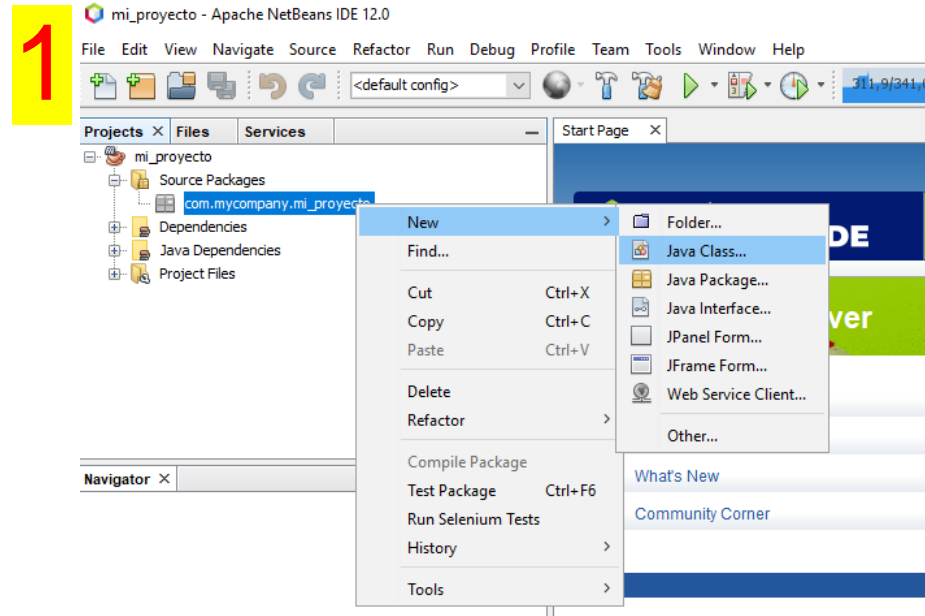 1
mi_proyecto - Apache NetBeans IDE 12.0
File Edit View Navigate Source Refactor Run Debug Profile Team Tools Window Help
<default config>
311,9/341,
Projects Files Services
Start Page
mi_proyecto
Source Packages
com.mycompany.mi_proyecto
Dependencies
Java Dependencies
Project Files
New
Find...
Cut Ctrl+X
Copy Ctrl+C
Paste Ctrl+V
Delete
Refactor
Compile Package
Test Package Ctrl+F6
Run Selenium Tests
History
Tools
Folder...
Java Class...
Java Package...
Java Interface...
JPanel Form...
JFrame Form...
Web Service Client...
Other...
DE
ver
What's New
Community Corner
Navigator